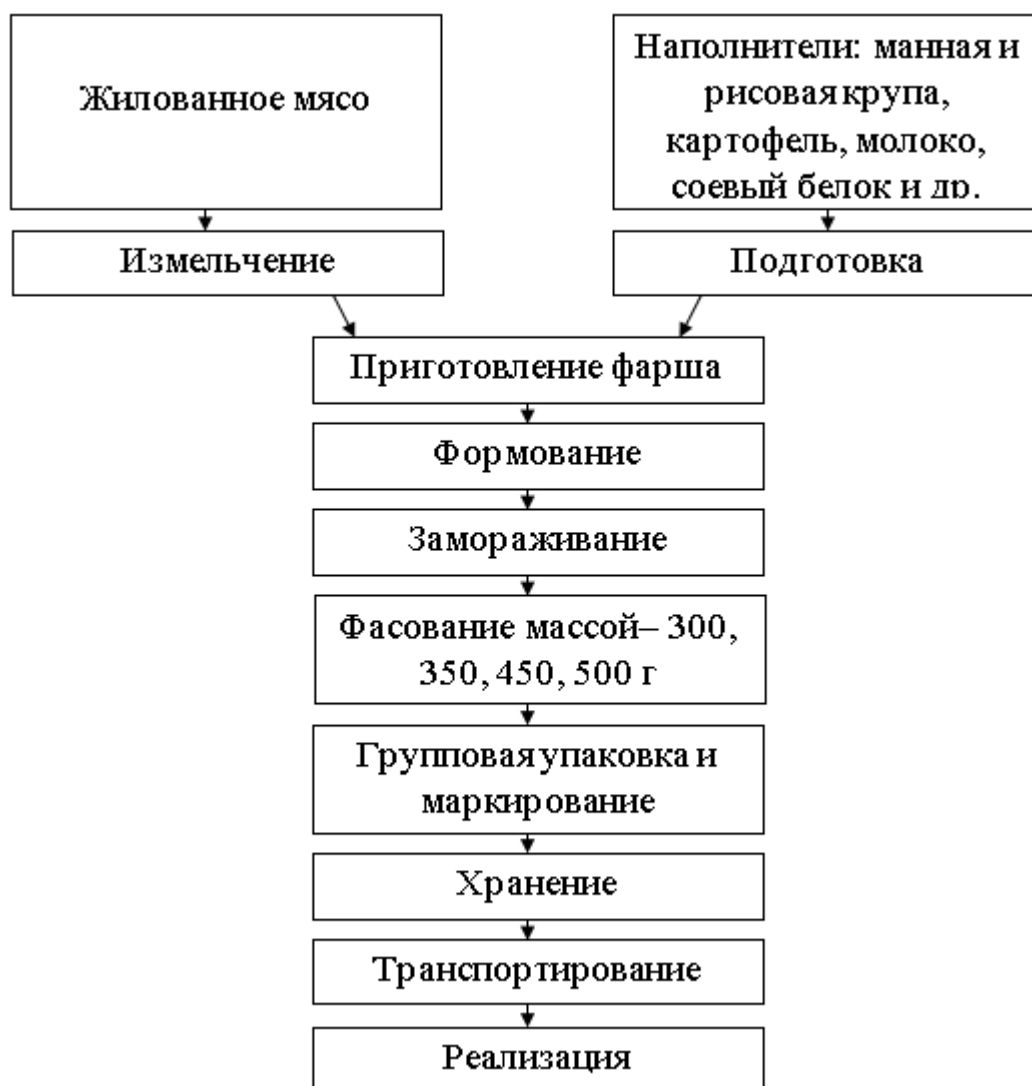 Жилованное мясо
Наполнители: манная и
рисовая крупа,
картофель, молоко,
соевый белок и др.
Измельчение
Подготовка
Приготовление фарша
Формование
Замораживание
Фасование массой– 300,
350, 450, 500 г
Групповая упаковка и
маркирование
Хранение
Транспортирование
Реализация